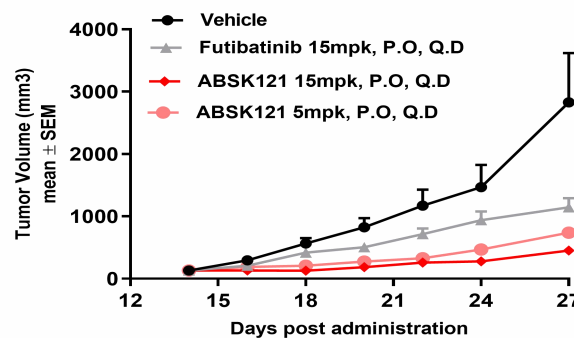 Vehicle
Futibatinib 15mpk, P.O, Q.D
ABSK121 15mpk, P.O, Q.D
ABSK121 5mpk, P.O, Q.D
Tumor Volume (mm3)
mean ± SEM
4000
3000
2000
1000
0
12 15 18 21 24 27
Days post administration